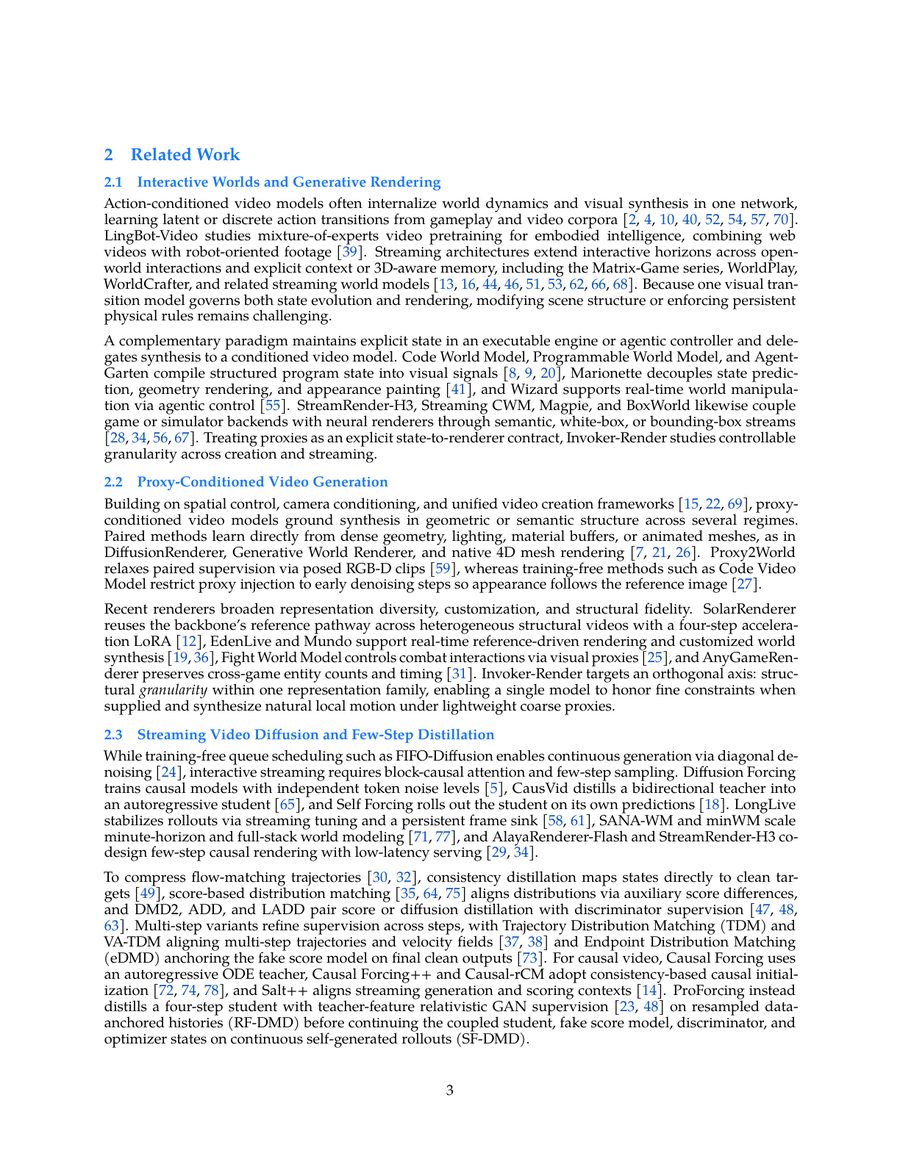 2 Related Work
2.1 Interactive Worlds and Generative Rendering
Action-conditioned video models often internalize world dynamics and visual synthesis in one network,
learning latent or discrete action transitions from gameplay and video corpora [2, 4, 10, 40, 52, 54, 57, 70].
LingBot-Video studies mixture-of-experts video pretraining for embodied intelligence, combining web
videos with robot-oriented footage [39]. Streaming architectures extend interactive horizons across open-
world interactions and explicit context or 3D-aware memory, including the Matrix-Game series, WorldPlay,
WorldCrafter, and related streaming world models [13, 16, 44, 46, 51, 53, 62, 66, 68]. Because one visual tran-
sition model governs both state evolution and rendering, modifying scene structure or enforcing persistent
physical rules remains challenging.
A complementary paradigm maintains explicit state in an executable engine or agentic controller and dele-
gates synthesis to a conditioned video model. Code World Model, Programmable World Model, and Agent-
Garten compile structured program state into visual signals [8, 9, 20], Marionette decouples state predic-
tion, geometry rendering, and appearance painting [41], and Wizard supports real-time world manipula-
tion via agentic control [55]. StreamRender-H3, Streaming CWM, Magpie, and BoxWorld likewise couple
game or simulator backends with neural renderers through semantic, white-box, or bounding-box streams
[28, 34, 56, 67]. Treating proxies as an explicit state-to-renderer contract, Invoker-Render studies controllable
granularity across creation and streaming.
2.2 Proxy-Conditioned Video Generation
Building on spatial control, camera conditioning, and unified video creation frameworks [15, 22, 69], proxy-
conditioned video models ground synthesis in geometric or semantic structure across several regimes.
Paired methods learn directly from dense geometry, lighting, material buffers, or animated meshes, as in
DiffusionRenderer, Generative World Renderer, and native 4D mesh rendering [7, 21, 26]. Proxy2World
relaxes paired supervision via posed RGB-D clips [59], whereas training-free methods such as Code Video
Model restrict proxy injection to early denoising steps so appearance follows the reference image [27].
Recent renderers broaden representation diversity, customization, and structural fidelity. SolarRenderer
reuses the backbone's reference pathway across heterogeneous structural videos with a four-step accelera-
tion LoRA [12], EdenLive and Mundo support real-time reference-driven rendering and customized world
synthesis [19, 36], Fight World Model controls combat interactions via visual proxies [25], and AnyGameRen-
derer preserves cross-game entity counts and timing [31]. Invoker-Render targets an orthogonal axis: struc-
tural granularity within one representation family, enabling a single model to honor fine constraints when
supplied and synthesize natural local motion under lightweight coarse proxies.
2.3 Streaming Video Diffusion and Few-Step Distillation
While training-free queue scheduling such as FIFO-Diffusion enables continuous generation via diagonal de-
noising [24], interactive streaming requires block-causal attention and few-step sampling. Diffusion Forcing
trains causal models with independent token noise levels [5], CausVid distills a bidirectional teacher into
an autoregressive student [65], and Self Forcing rolls out the student on its own predictions [18]. LongLive
stabilizes rollouts via streaming tuning and a persistent frame sink [58, 61], SANA-WM and minWM scale
minute-horizon and full-stack world modeling [71, 77], and AlayaRenderer-Flash and StreamRender-H3 co-
design few-step causal rendering with low-latency serving [29, 34].
To compress flow-matching trajectories [30, 32], consistency distillation maps states directly to clean tar-
gets [49], score-based distribution matching [35, 64, 75] aligns distributions via auxiliary score differences,
and DMD2, ADD, and LADD pair score or diffusion distillation with discriminator supervision [47, 48,
63]. Multi-step variants refine supervision across steps, with Trajectory Distribution Matching (TDM) and
VA-TDM aligning multi-step trajectories and velocity fields [37, 38] and Endpoint Distribution Matching
(eDMD) anchoring the fake score model on final clean outputs [73]. For causal video, Causal Forcing uses
an autoregressive ODE teacher, Causal Forcing++ and Causal-rCM adopt consistency-based causal initial-
ization [72, 74, 78], and Salt++ aligns streaming generation and scoring contexts [14]. ProForcing instead
distills a four-step student with teacher-feature relativistic GAN supervision [23, 48] on resampled data-
anchored histories (RF-DMD) before continuing the coupled student, fake score model, discriminator, and
optimizer states on continuous self-generated rollouts (SF-DMD).
3